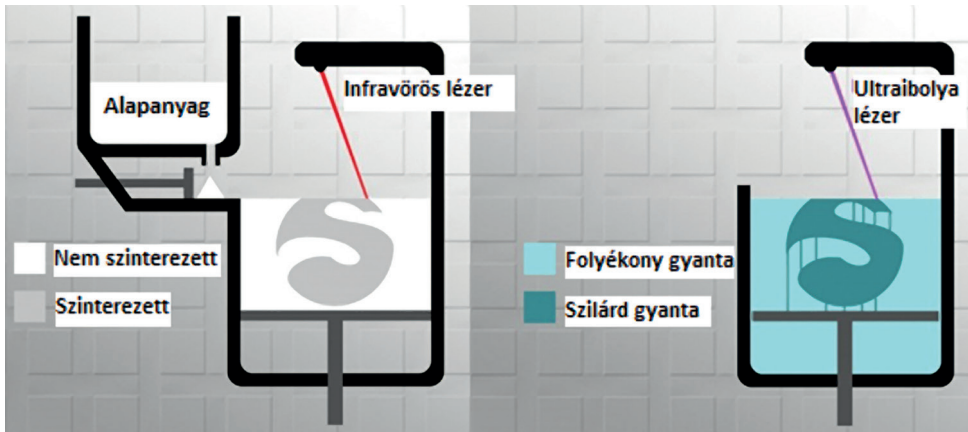 Alapanyag
Infravörös lézer
Nem szinterezett
Szinterezett
Ultraibolya
lézer
Folyékony gyanta
Szilárd gyanta